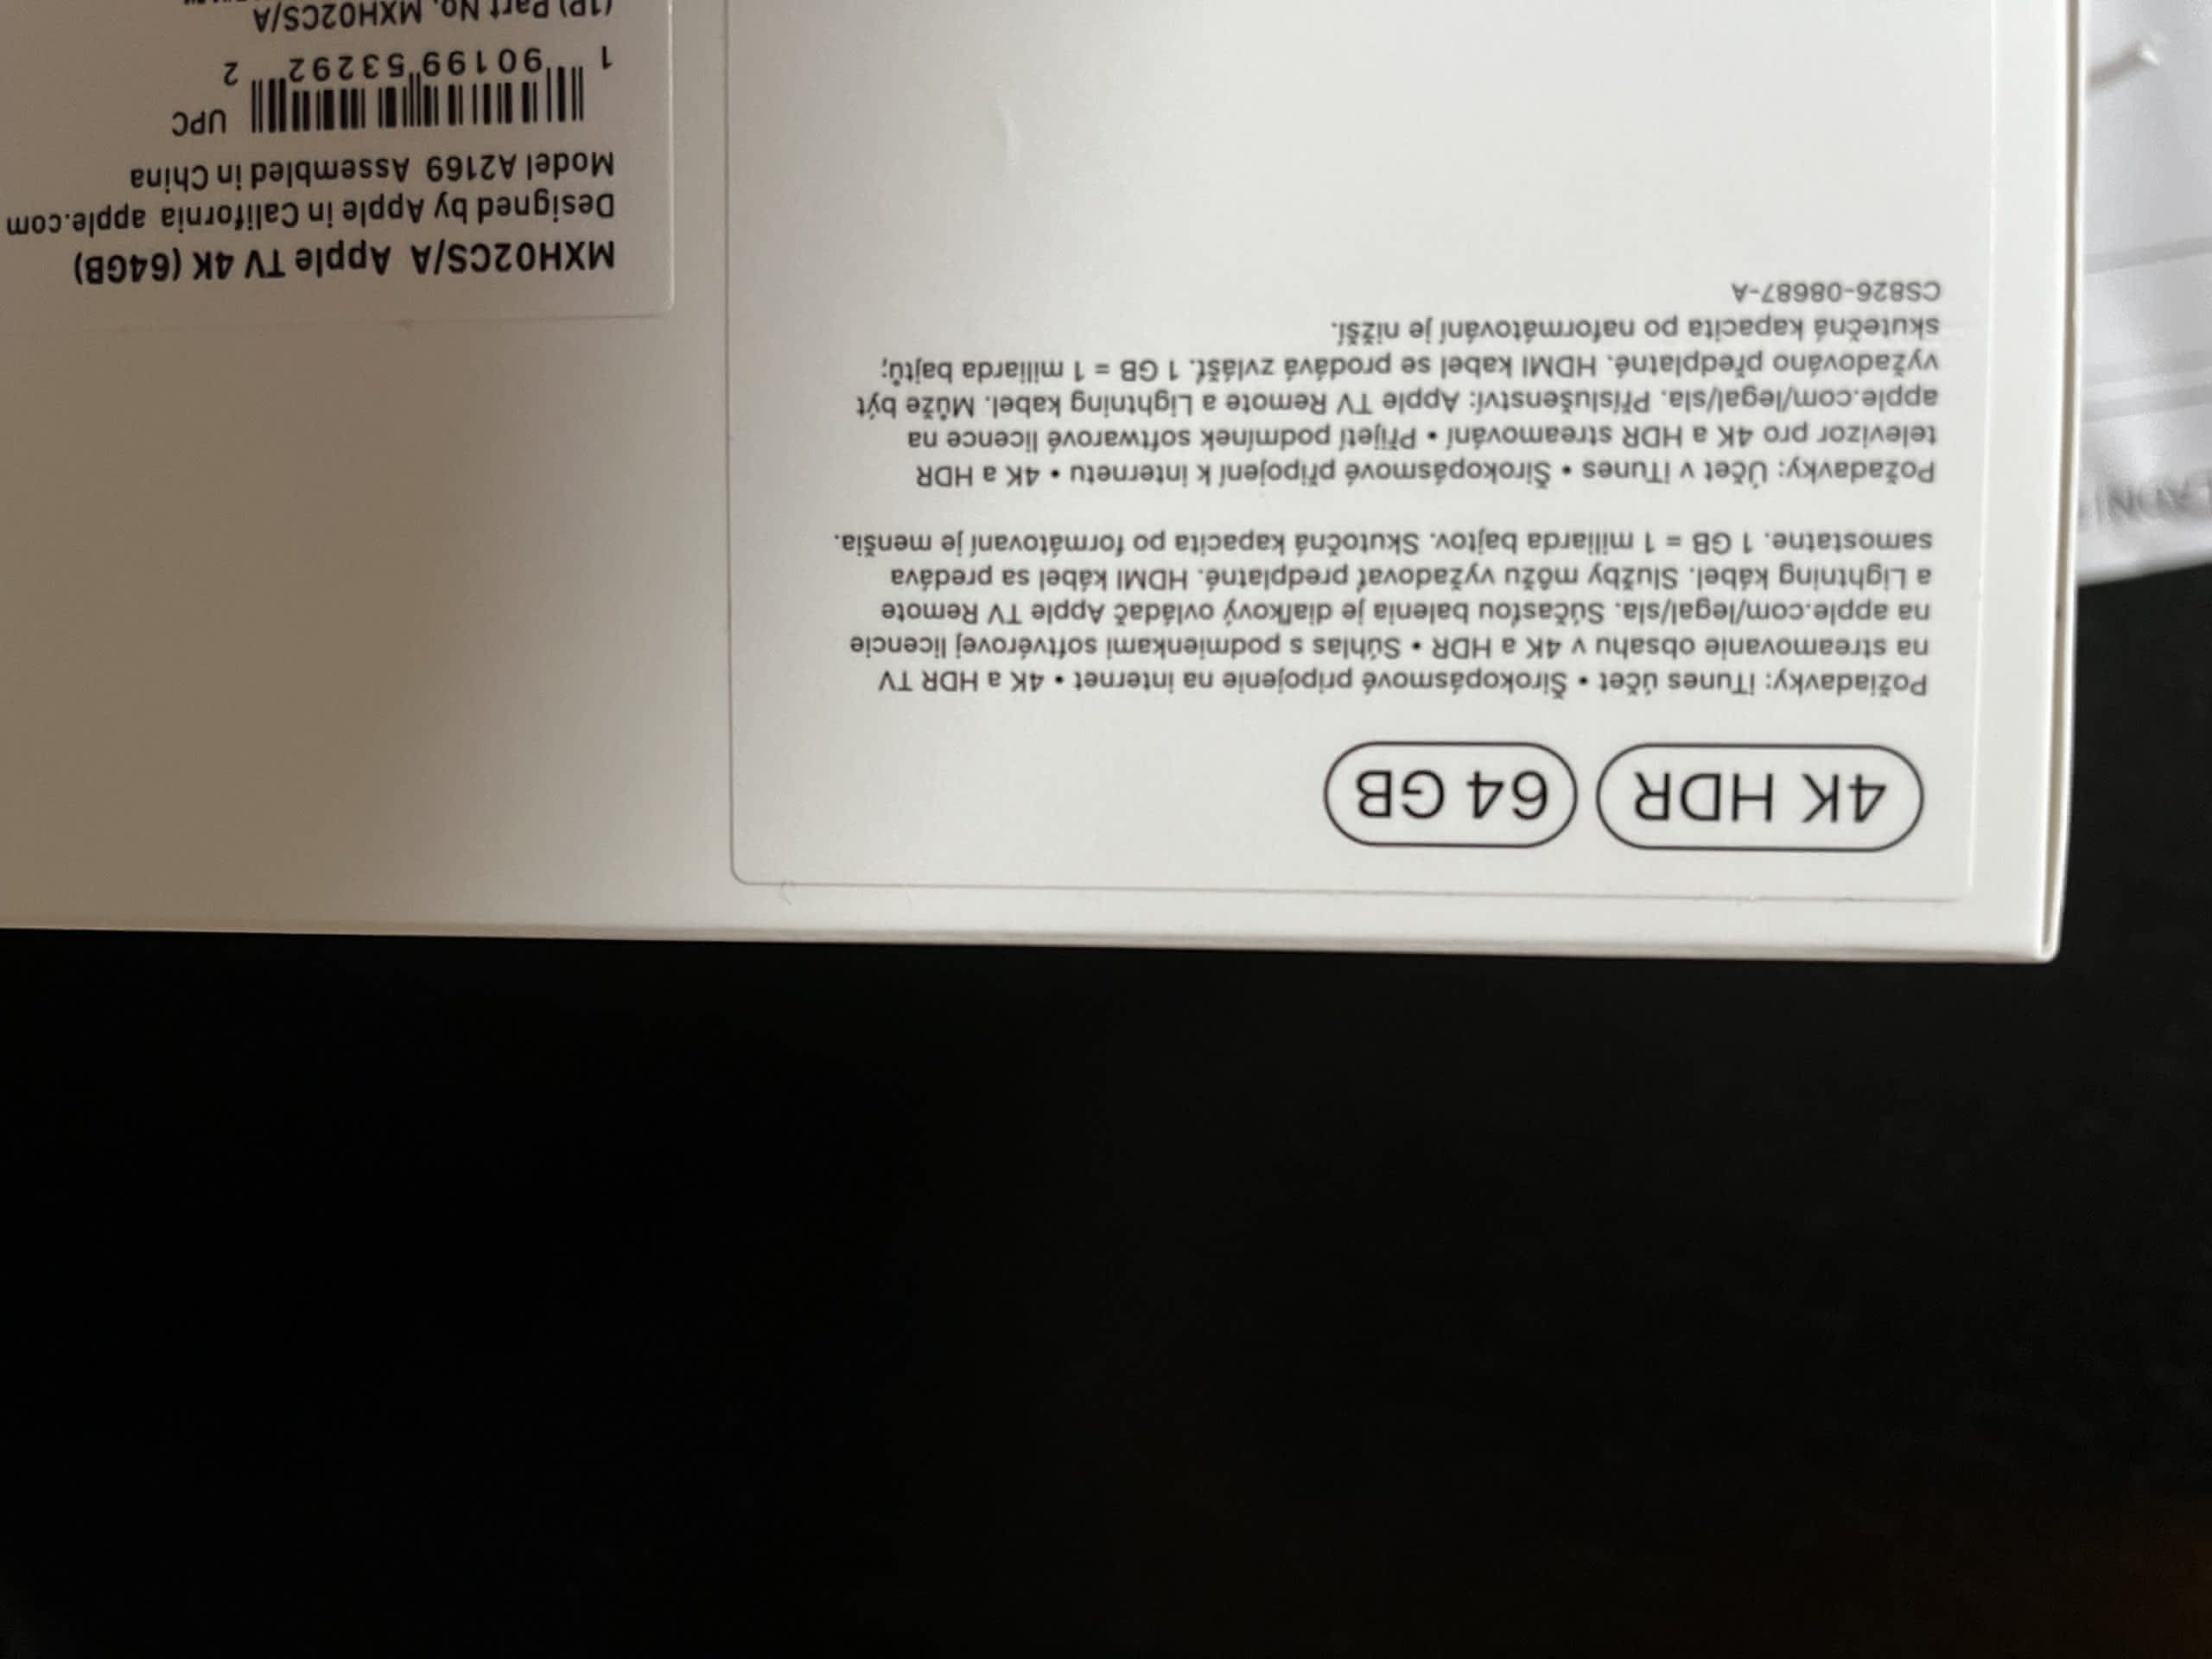 4K HDR
64 GB
Požiadavky: iTunes účet • Širokopásmové pripojenie na internet • 4K a HDR TV
na streamovanie obsahu v 4K a HDR • Súhlas s podmienkami softvérovej licencie
na apple.com/legal/sla. Súčasťou balenia je diaľkový ovládač Apple TV Remote
a Lightning kábel. Služby môžu vyžadovať predplatné. HDMI kábel sa predáva
samostatne. 1 GB = 1 miliarda bajtov. Skutočná kapacita po formátovaní je menšia.
Požadavky: Účet v iTunes • Širokopásmové připojení k internetu • 4K a HDR
televizor pro 4K a HDR streamování • Přijetí podmínek softwarové licence na
apple.com/legal/sla. Příslušenství: Apple TV Remote a Lightning kabel. Může být
vyžadováno předplatné. HDMI kabel se prodává zvlášť. 1 GB = 1 miliarda bajtů;
skutečná kapacita po naformátování je nižší.
CS826-08687-A
MXH02CS/A Apple TV 4K (64GB)
Designed by Apple in California apple.com
Model A2169 Assembled in China
UPC
1 90199 53292 2
(1P) Part No. MXH02CS/A